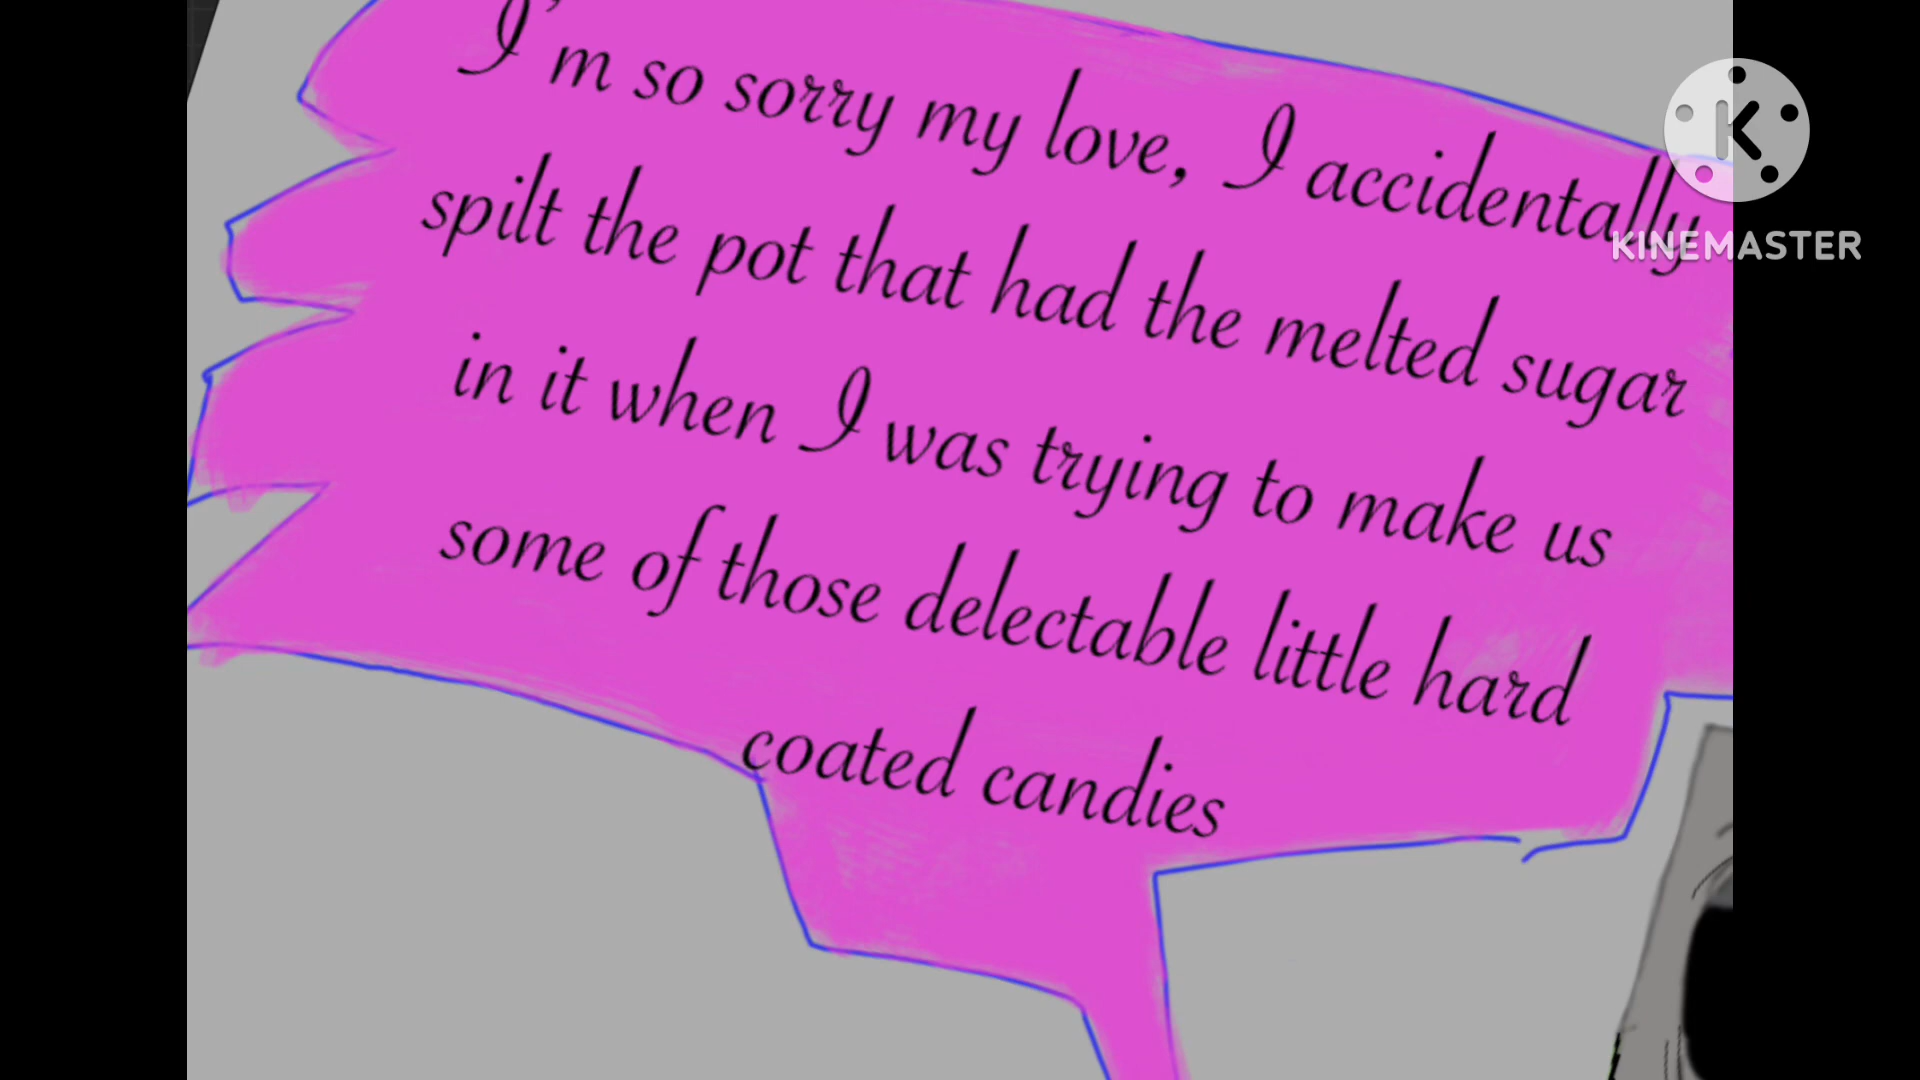 I'm so sorry my love, I accidentally
spilt the pot that had the melted sugar
in it when I was trying to make us
some of those delectable little hard
coated candies
K
KINEMASTER